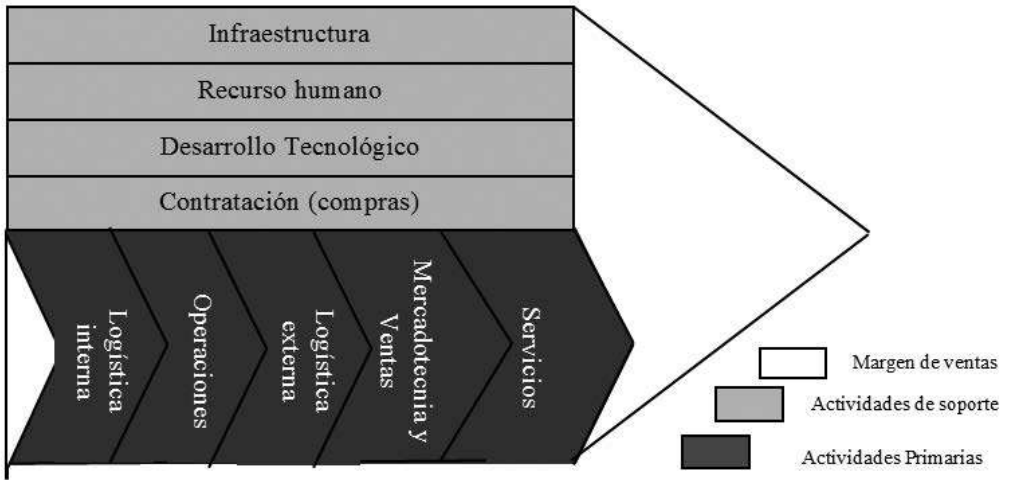 Infraestructura
Recurso humano
Desarrollo Tecnológico
Contratación (compras)
Logística
interna
Operaciones
Logística
externa
Mercadotecnia y
Ventas
Servicios
Margen de ventas
Actividades de soporte
Actividades Primarias